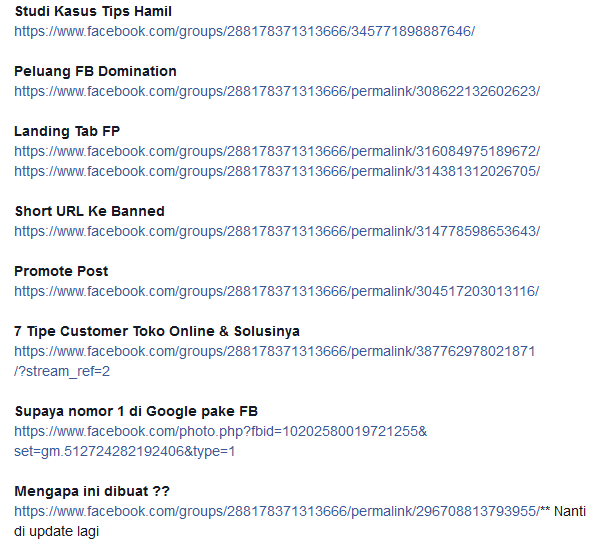 Studi Kasus Tips Hamil
https://www.facebook.com/groups/288178371313666/345771898887646/
Peluang FB Domination
https://www.facebook.com/groups/288178371313666/permalink/308622132602623/
Landing Tab FP
https://www.facebook.com/groups/288178371313666/permalink/316084975189672/
https://www.facebook.com/groups/288178371313666/permalink/314381312026705/
Short URL Ke Banned
https://www.facebook.com/groups/288178371313666/permalink/314778598653643/
Promote Post
https://www.facebook.com/groups/288178371313666/permalink/304517203013116/
7 Tipe Customer Toko Online & Solusinya
https://www.facebook.com/groups/288178371313666/permalink/387762978021871
/?stream_ref=2
Supaya nomor 1 di Google pake FB
https://www.facebook.com/photo.php?fbid=10202580019721255&
set=gm.512724282192406&type=1
Mengapa ini dibuat ??
https://www.facebook.com/groups/288178371313666/permalink/296708813793955/** Nanti
di update lagi